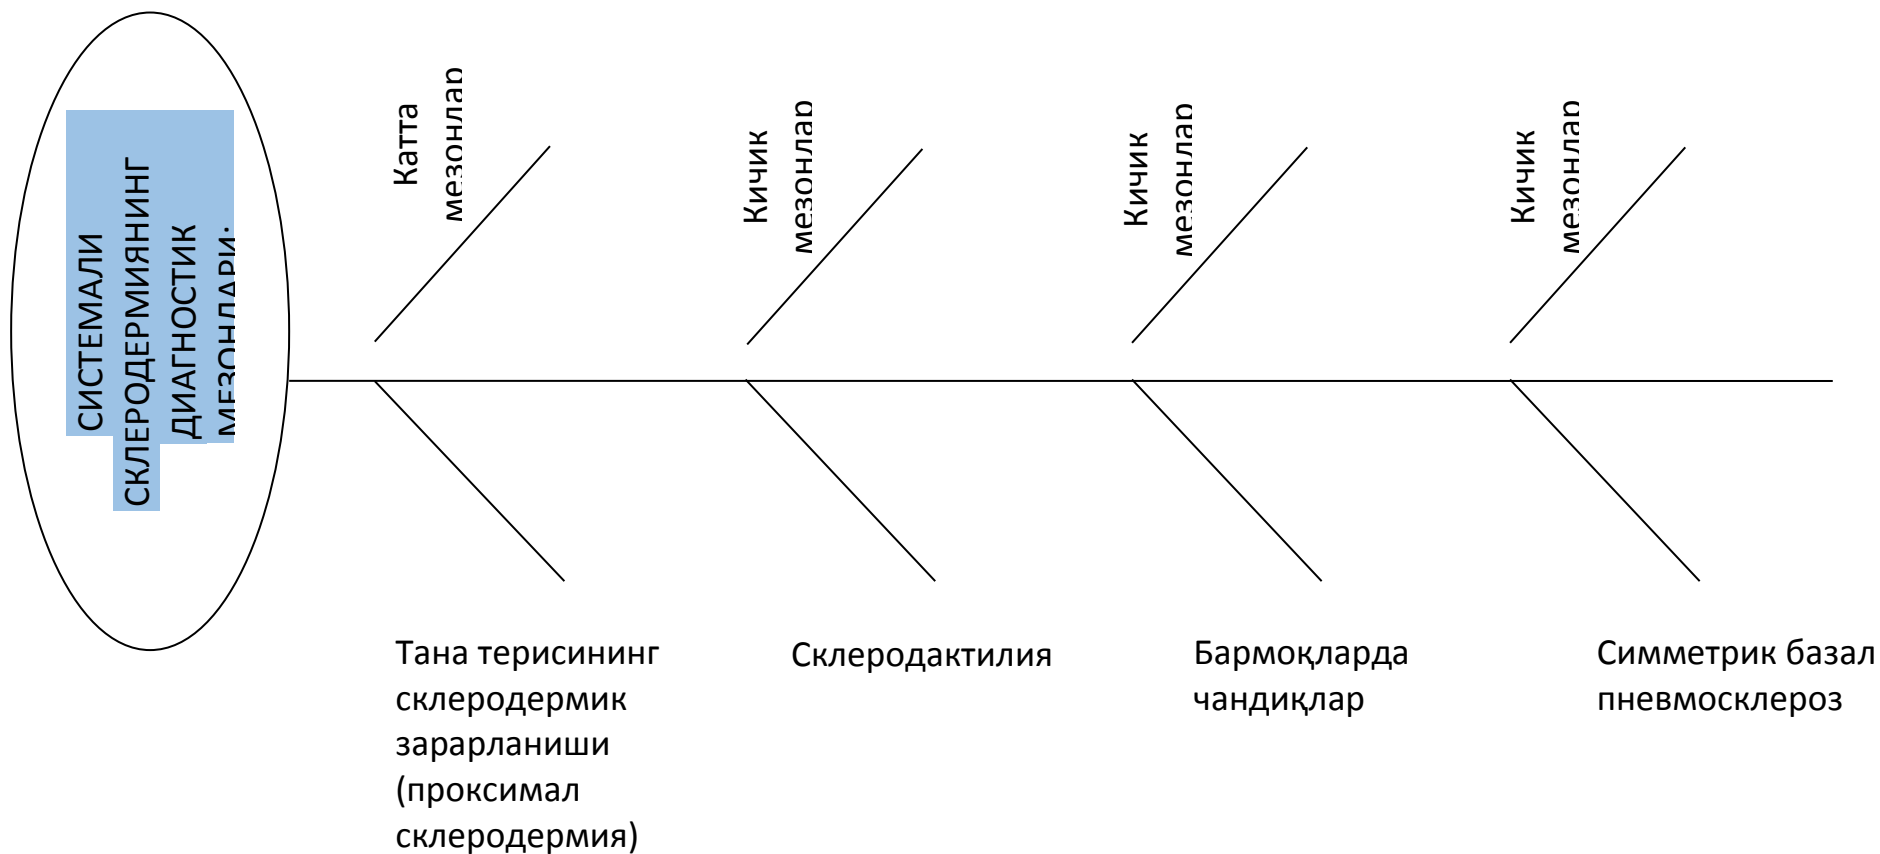 СИСТЕМАЛИ
СКЛЕРОДЕРМИЯНИНГ
ДИАГНОСТИК
МЕЗОНЛАРИ:
Катта
мезонлар
Кичик
мезонлар
Кичик
мезонлар
Кичик
мезонлар
Тана терисининг
склеродермик
зарарланиши
(проксимал
склеродермия)
Склеродактилия
Бармоқларда
чандиқлар
Симметрик базал
пневмосклероз